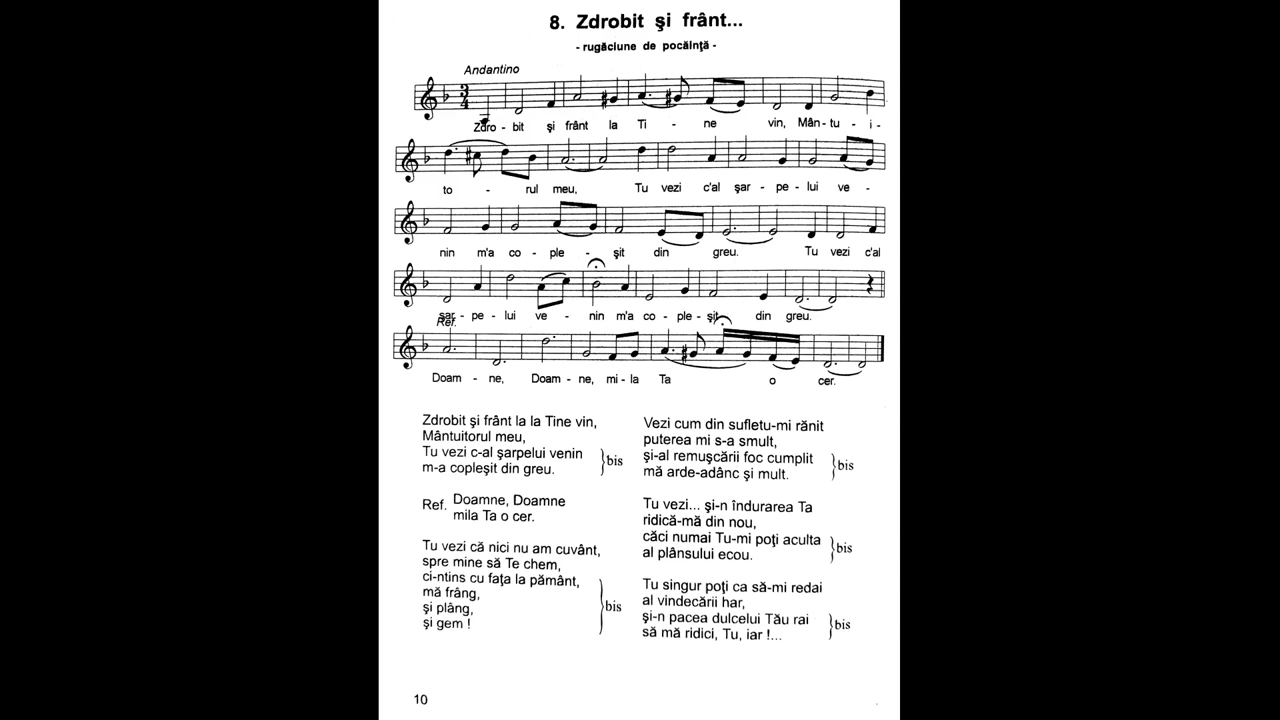 8. Zdrobit şi frânt...
- rugăciune de pocăinţă -
Andantino
3
4
Zdro - bit şi frânt la Ti - ne vin, Mân - tu - i -
to - rul meu, Tu vezi c'al şar - pe - lui ve -
nin m'a co - ple - şit din greu. Tu vezi c'al
şar - pe - lui ve - nin m'a co - ple - şit din greu.
Ref.
Doam - ne, Doam - ne, mi - la Ta o cer.
Zdrobit şi frânt la la Tine vin,
Mântuitorul meu,
Tu vezi c-al şarpelui venin
m-a copleşit din greu.
bis
Ref. Doamne, Doamne
mila Ta o cer.
Tu vezi că nici nu am cuvânt,
spre mine să Te chem,
ci-ntins cu faţa la pământ,
mă frâng,
şi plâng,
şi gem !
bis
Vezi cum din sufletu-mi rănit
puterea mi s-a smult,
şi-al remuşcării foc cumplit
mă arde-adânc şi mult.
bis
Tu vezi... şi-n îndurarea Ta
ridică-mă din nou,
căci numai Tu-mi poţi aculta
al plânsului ecou.
bis
Tu singur poţi ca să-mi redai
al vindecării har,
şi-n pacea dulcelui Tău rai
să mă ridici, Tu, iar !...
bis
10